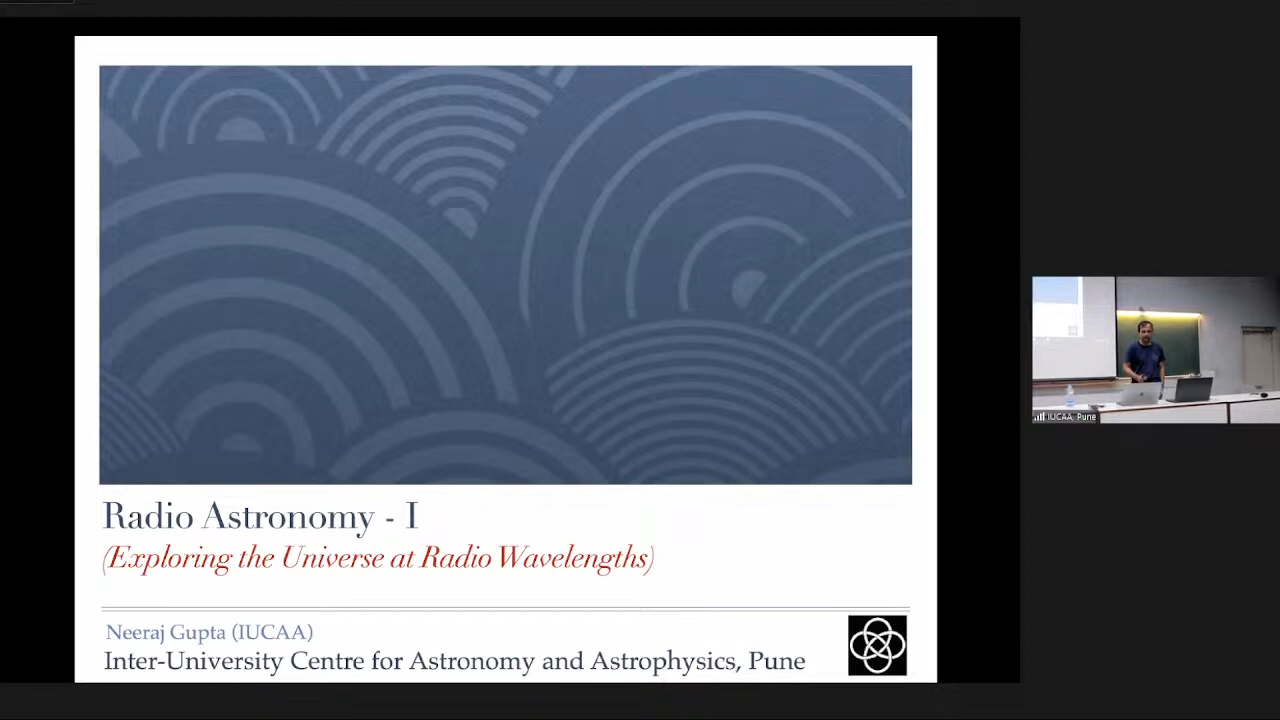 Radio Astronomy - I
(Exploring the Universe at Radio Wavelengths)
Neeraj Gupta (IUCAA)
Inter-University Centre for Astronomy and Astrophysics, Pune
IUCAA, Pune